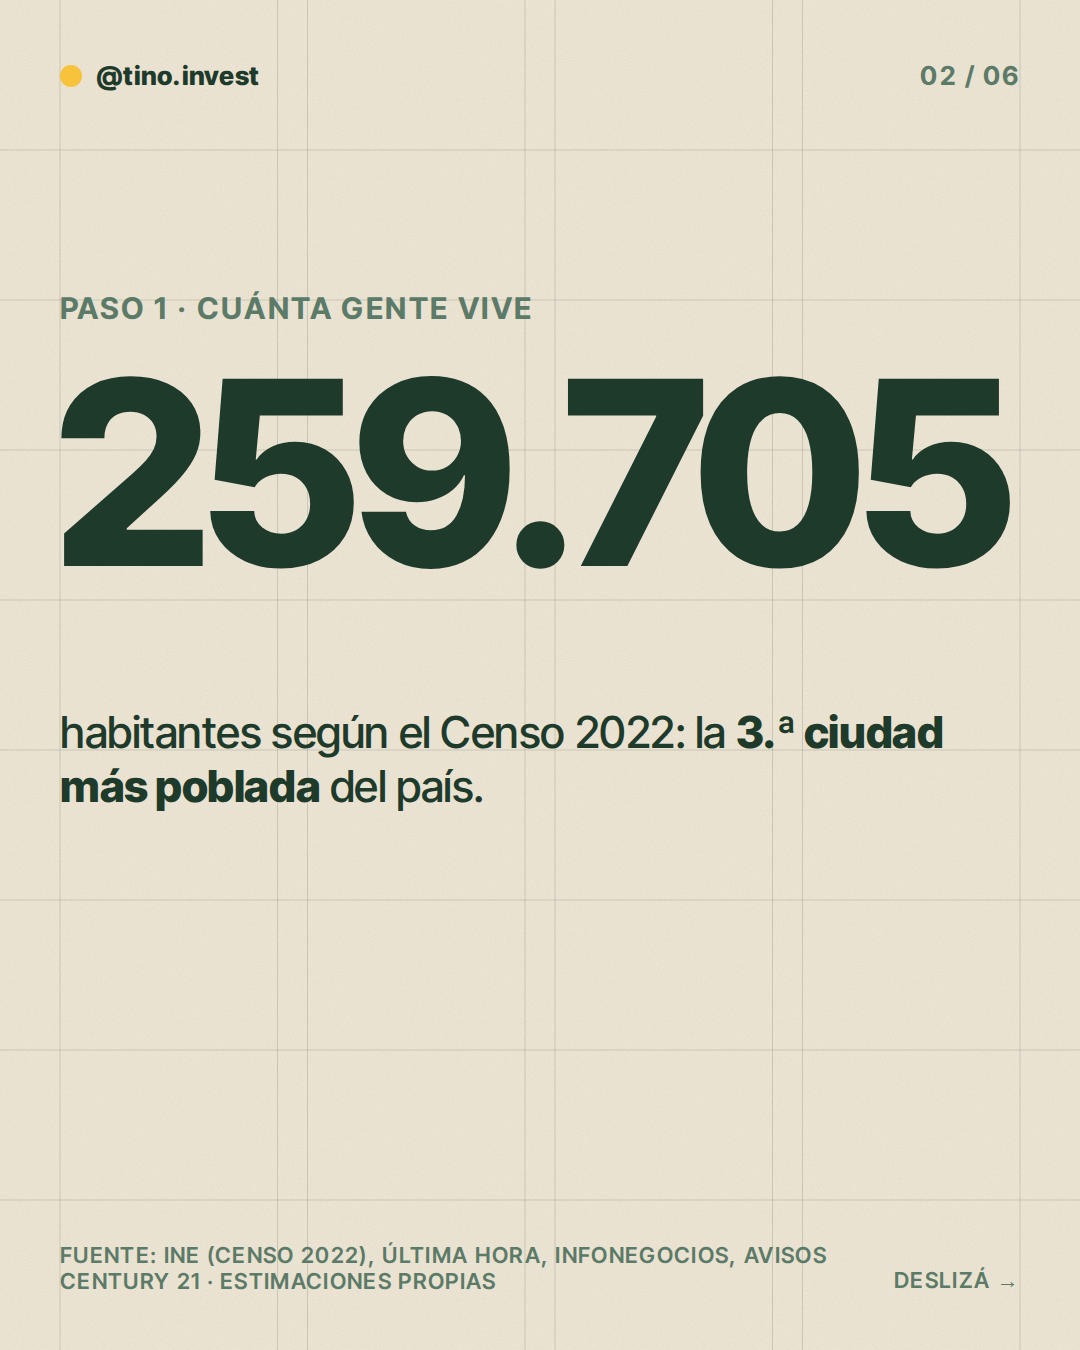 @tino.invest
02 / 06
PASO 1 · CUÁNTA GENTE VIVE
259.705
habitantes según el Censo 2022: la 3.ª ciudad
más poblada del país.
FUENTE: INE (CENSO 2022), ÚLTIMA HORA, INFONEGOCIOS, AVISOS
CENTURY 21 · ESTIMACIONES PROPIAS
DESLIZÁ →